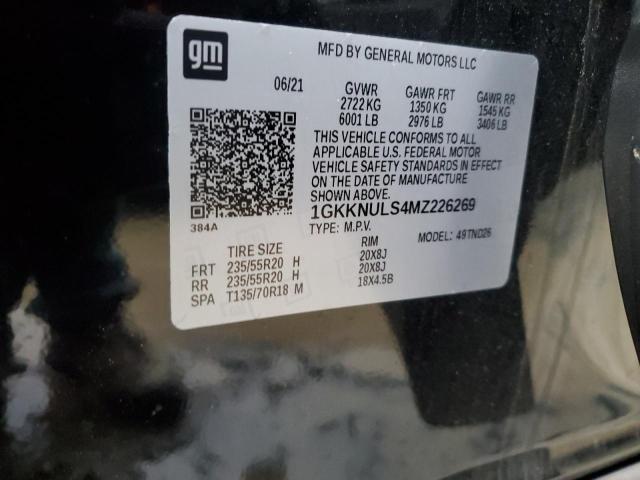 gm
MFD BY GENERAL MOTORS LLC
06/21 GVWR GAWR FRT GAWR RR
2722 KG 1350 KG 1545 KG
6001 LB 2976 LB 3406 LB
THIS VEHICLE CONFORMS TO ALL
APPLICABLE U.S. FEDERAL MOTOR
VEHICLE SAFETY STANDARDS IN EFFECT
ON THE DATE OF MANUFACTURE
SHOWN ABOVE.
1GKKNULS4MZ226269
384A TYPE: M.P.V. MODEL: 49TND26
TIRE SIZE RIM
FRT 235/55R20 H 20X8J
RR 235/55R20 H 20X8J
SPA T135/70R18 M 18X4.5B